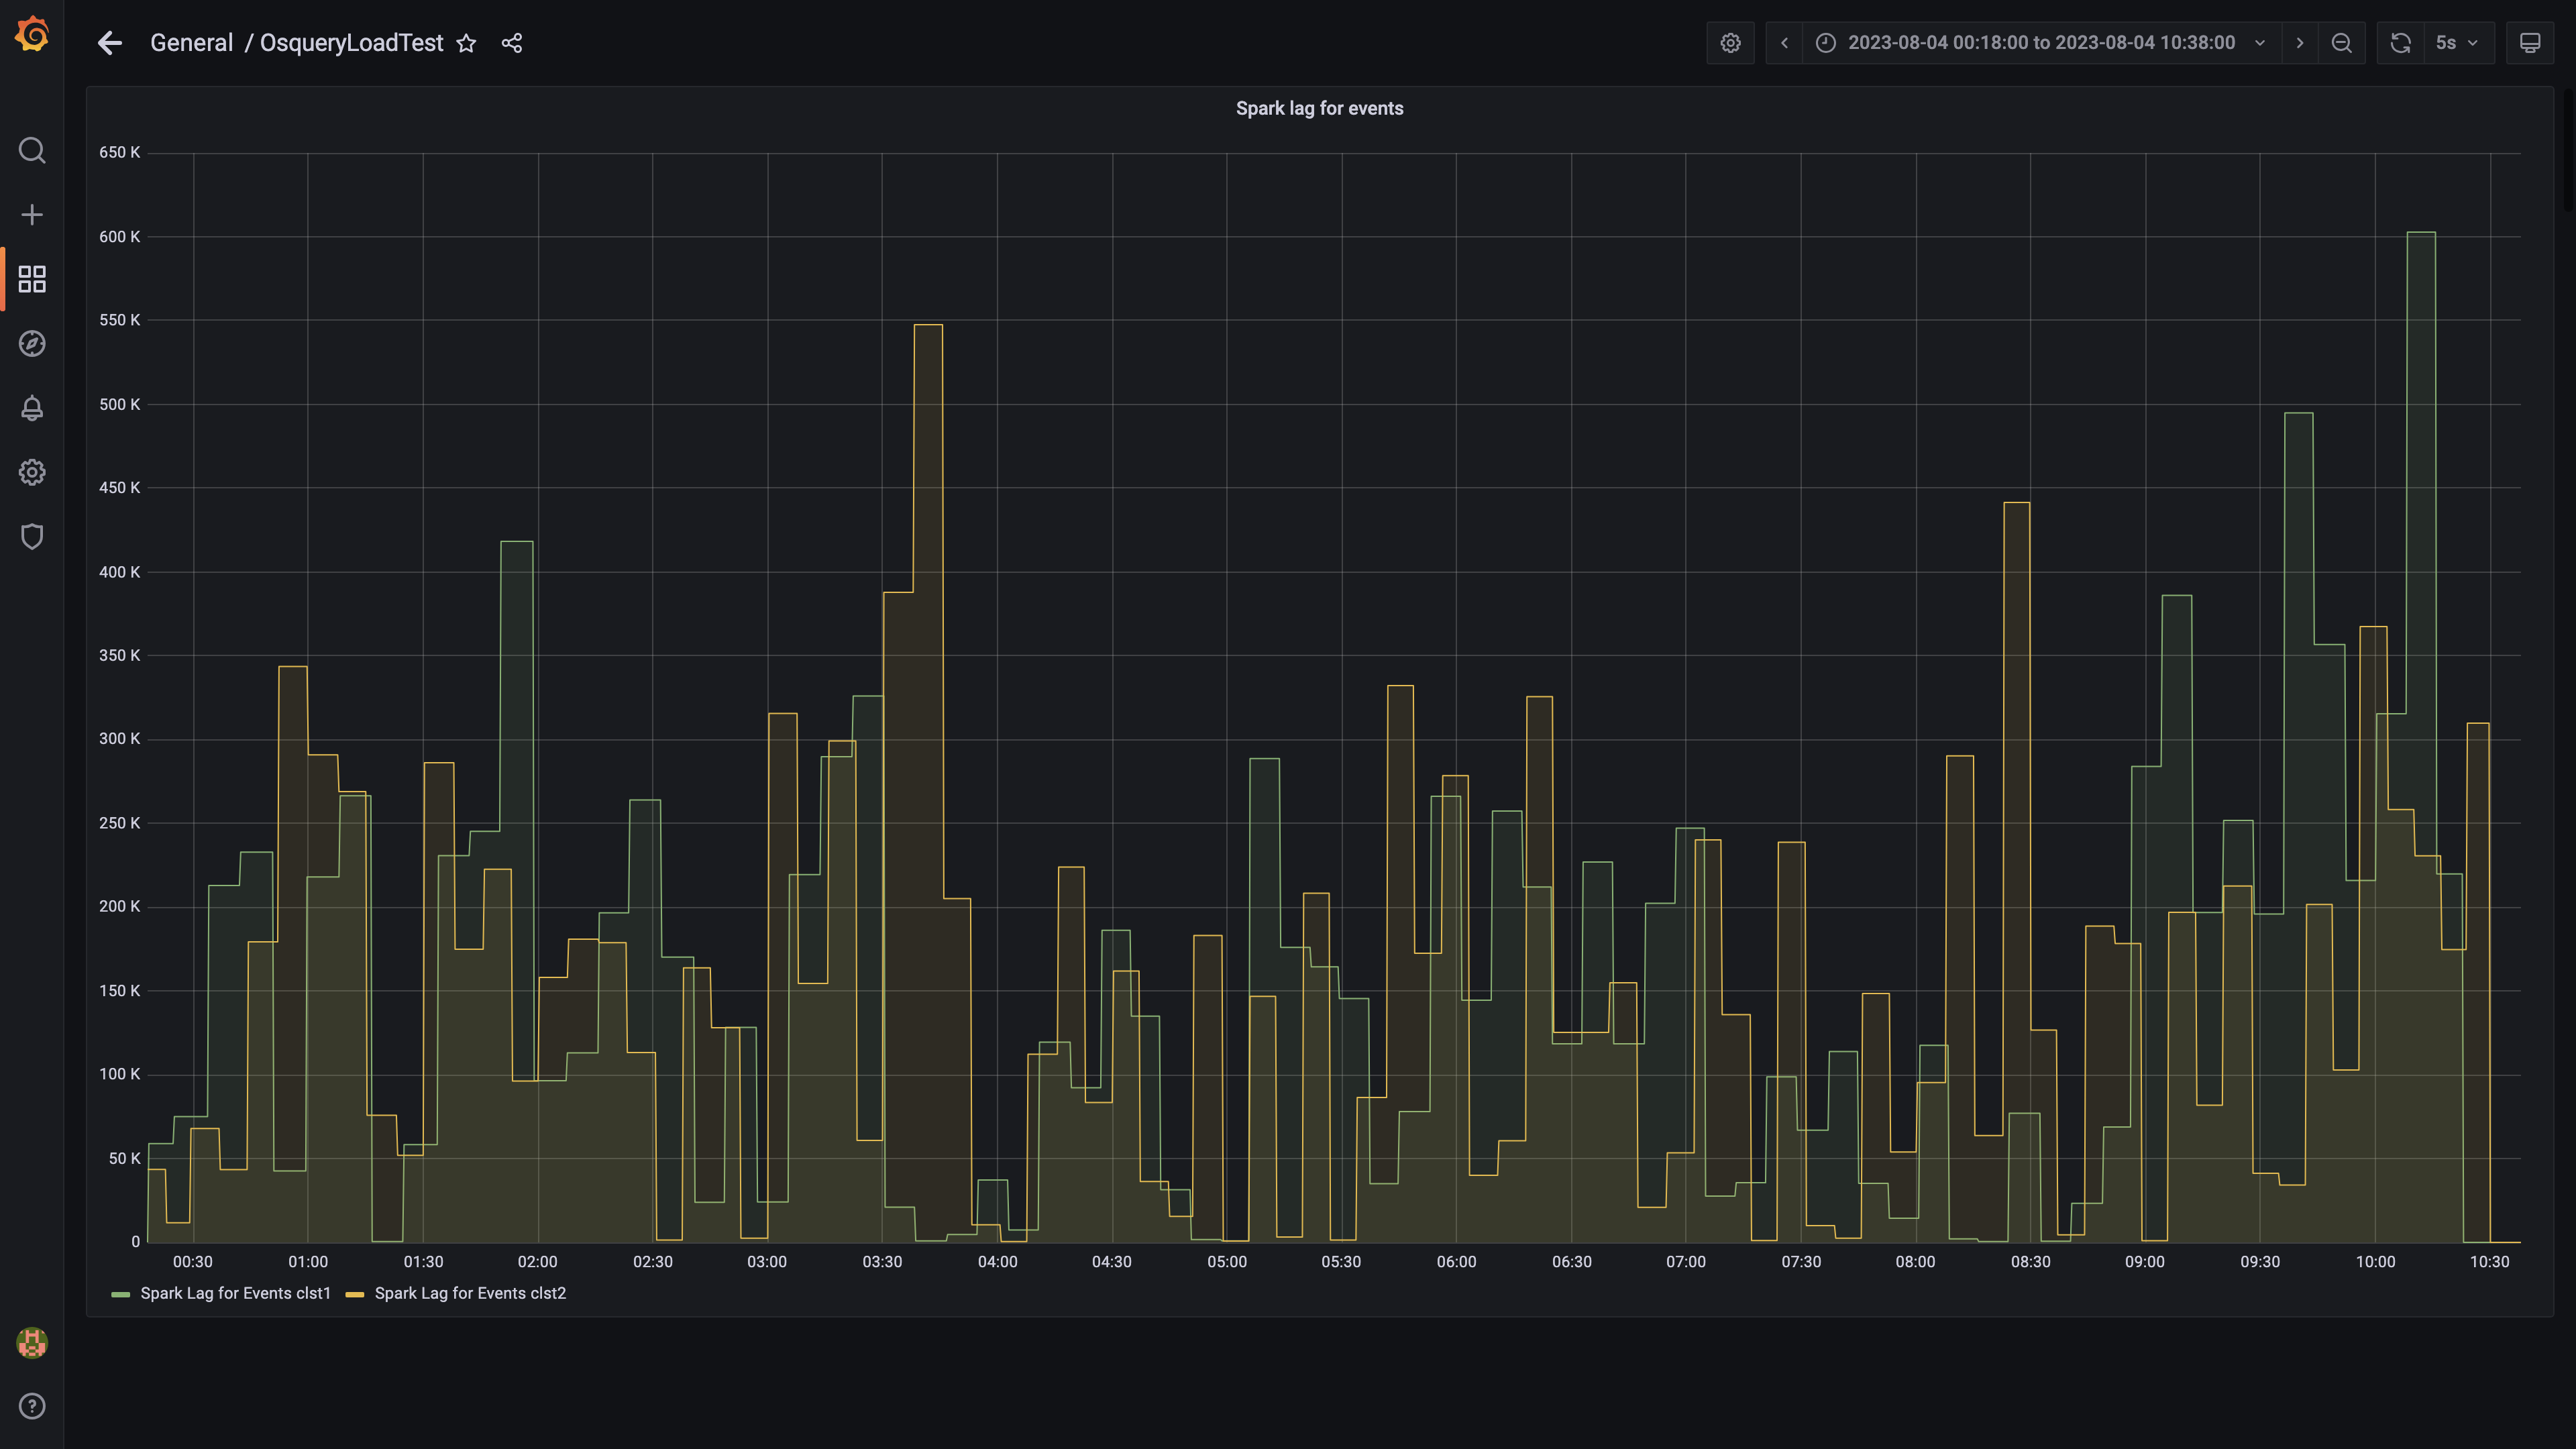 General / OsqueryLoadTest
2023-08-04 00:18:00 to 2023-08-04 10:38:00
5s
Spark lag for events
650 K
600 K
550 K
500 K
450 K
400 K
350 K
300 K
250 K
200 K
150 K
100 K
50 K
0
00:30 01:00 01:30 02:00 02:30 03:00 03:30 04:00 04:30 05:00 05:30 06:00 06:30 07:00 07:30 08:00 08:30 09:00 09:30 10:00 10:30
Spark Lag for Events clst1 Spark Lag for Events clst2